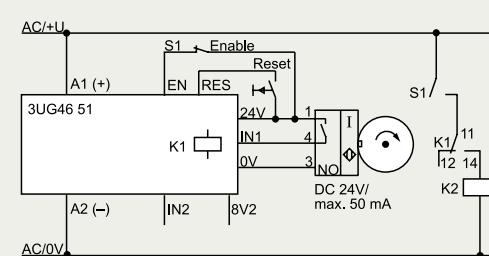 AC/+U
S1 Enable
Reset
A1 (+)
EN RES
S1
3UG46 51
24V
1
I
IN1
4
K1
K1
11
0V
3
NO
12 14
DC 24V/
max. 50 mA
K2
A2 (–)
IN2
8V2
AC/0V